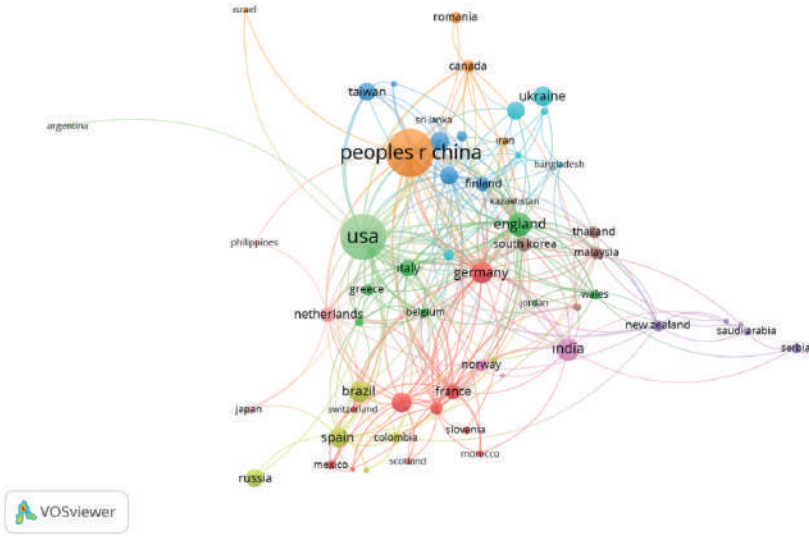 israel
romania
canada
taiwan
ukraine
argentina
sri lanka
iran
peoples r china
bangladesh
finland
kazakhstan
england
thailand
usa
philippines
south korea
malaysia
italy
germany
greece
wales
jordan
belgium
netherlands
new zealand
saudi arabia
india
serbia
norway
brazil
france
japan
switzerland
slovenia
spain
colombia
morocco
mexico
scotland
russia
VOSviewer